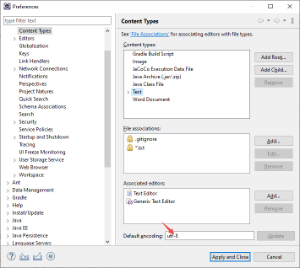 Preferences
type filter text
Content Types
Editors
Globalization
Keys
Link Handlers
Network Connections
Notifications
Perspectives
Project Natures
Quick Search
Schema Associations
Search
Security
Service Policies
Startup and Shutdown
Tracing
UI Freeze Monitoring
User Storage Service
Web Browser
Workspace
Ant
Data Management
Gradle
Help
Install/Update
Java
Java EE
Java Persistence
Language Servers
Content Types
See 'File Associations' for associating editors with file types.
Content types:
Gradle Build Script
Image
JaCoCo Execution Data File
Java Archive (.jar/.zip)
Java Class File
Text
Word Document
Add Root...
Add Child...
Remove
File associations:
.gitignore
*.txt
Add...
Edit...
Remove
Associated editors:
Text Editor
Generic Text Editor
Add...
Remove
Default encoding:
utf-8
Update
Apply and Close
Cancel